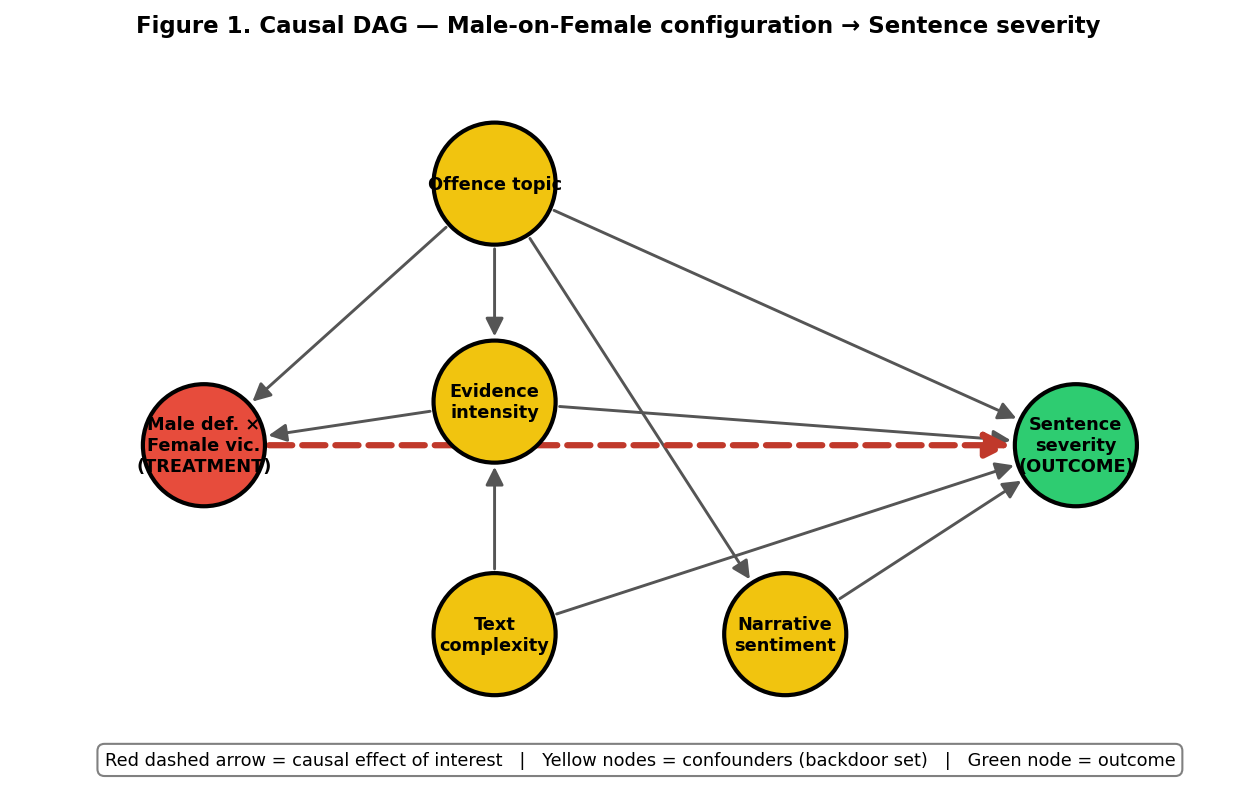 Figure 1. Causal DAG — Male-on-Female configuration → Sentence severity
Offence topic
Evidence
intensity
Male def. ×
Female vic.
(TREATMENT)
Sentence
severity
(OUTCOME)
Text
complexity
Narrative
sentiment
Red dashed arrow = causal effect of interest | Yellow nodes = confounders (backdoor set) | Green node = outcome